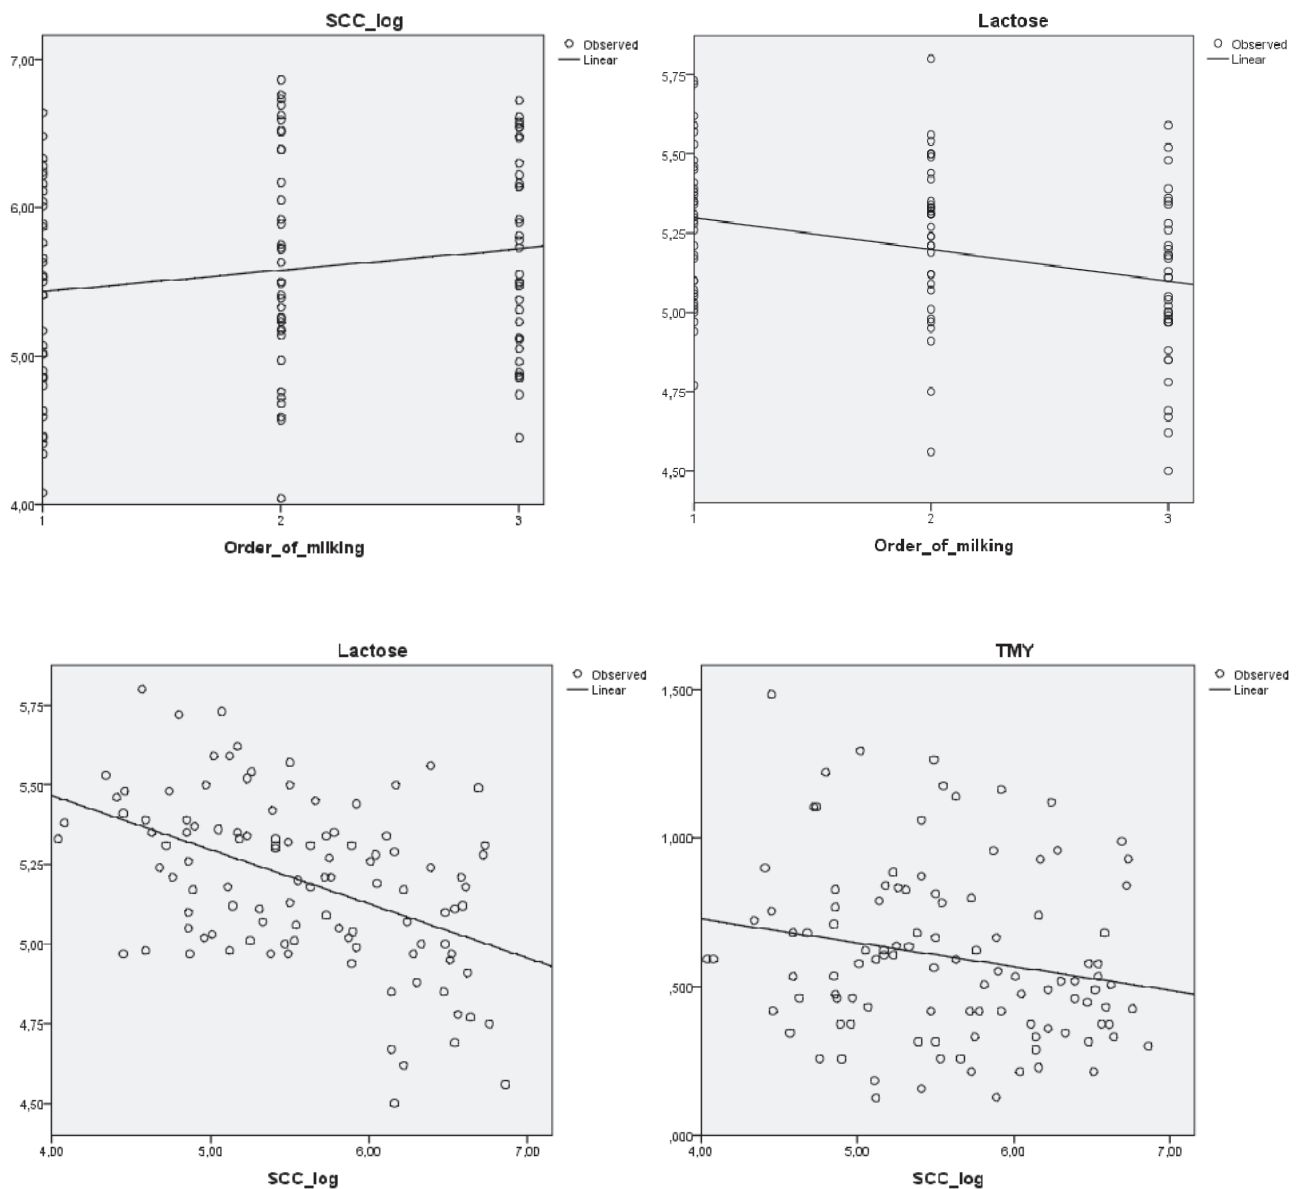 SCC_log
Observed
Linear
7,00
6,00
5,00
4,00
1 2 3
Order_of_milking
Lactose
Observed
Linear
5,75
5,50
5,25
5,00
4,75
4,50
1 2 3
Order_of_milking
Lactose
Observed
Linear
5,75
5,50
5,25
5,00
4,75
4,50
4,00 5,00 6,00 7,00
SCC_log
TMY
Observed
Linear
1,500
1,000
,500
,000
4,00 5,00 6,00 7,00
SCC_log